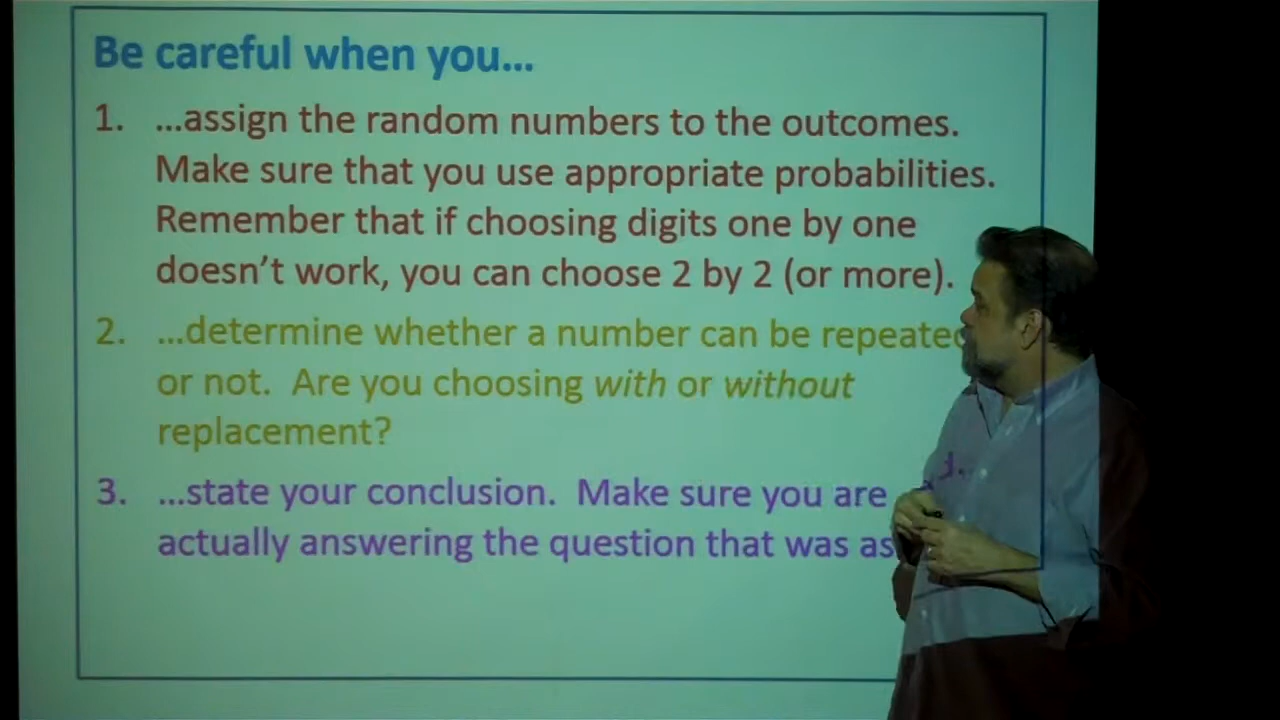 Be careful when you...
1. ...assign the random numbers to the outcomes.
Make sure that you use appropriate probabilities.
Remember that if choosing digits one by one
doesn't work, you can choose 2 by 2 (or more).
2. ...determine whether a number can be repeated
or not. Are you choosing with or without
replacement?
3. ...state your conclusion. Make sure you are
actually answering the question that was as